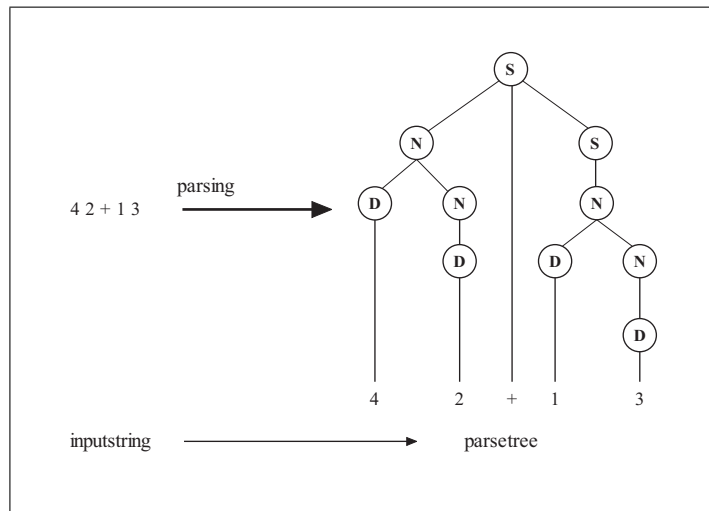 S
N
S
parsing
4 2 + 1 3
D
N
N
D
D
N
D
4 2 + 1 3
inputstring
parsetree